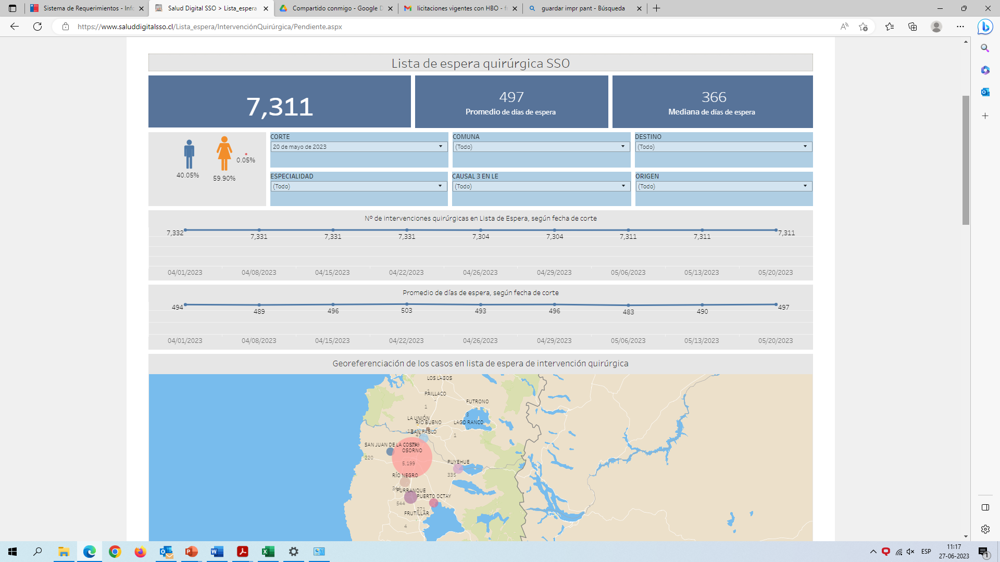 Sistema de Requerimientos - Info
Salud Digital SSO > Lista_espera
Compartido conmigo - Google D
licitaciones vigentes con HBO - f
guardar impr pant - Búsqueda
https://www.saluddigitalsso.cl/Lista_espera/IntervenciónQuirúrgica/Pendiente.aspx
Lista de espera quirúrgica SSO
7,311
497
Promedio de días de espera
366
Mediana de días de espera
40.05%
59.90%
0.05%
CORTE
20 de mayo de 2023
COMUNA
(Todo)
DESTINO
(Todo)
ESPECIALIDAD
(Todo)
CAUSAL 3 EN LE
(Todo)
ORIGEN
(Todo)
Nº de intervenciones quirúrgicas en Lista de Espera, según fecha de corte
7,332 7,331 7,331 7,331 7,304 7,304 7,311 7,311 7,311
04/01/2023 04/08/2023 04/15/2023 04/22/2023 04/26/2023 04/29/2023 05/06/2023 05/13/2023 05/20/2023
Promedio de días de espera, según fecha de corte
494 489 496 503 493 496 483 490 497
04/01/2023 04/08/2023 04/15/2023 04/22/2023 04/26/2023 04/29/2023 05/06/2023 05/13/2023 05/20/2023
Georeferenciación de los casos en lista de espera de intervención quirúrgica
LOS LAGOS
1
PAILLACO
1
FUTRONO
3
LA UNIÓN
RÍO BUENO
47
LAGO RANCO
1
SAN PABLO
SAN JUAN DE LA COSTA
220
OSORNO
5,199
PUYEHUE
335
RÍO NEGRO
PURRANQUE
544
PUERTO OCTAY
271
FRUTILLAR
4
ESP
11:17
27-06-2023
1